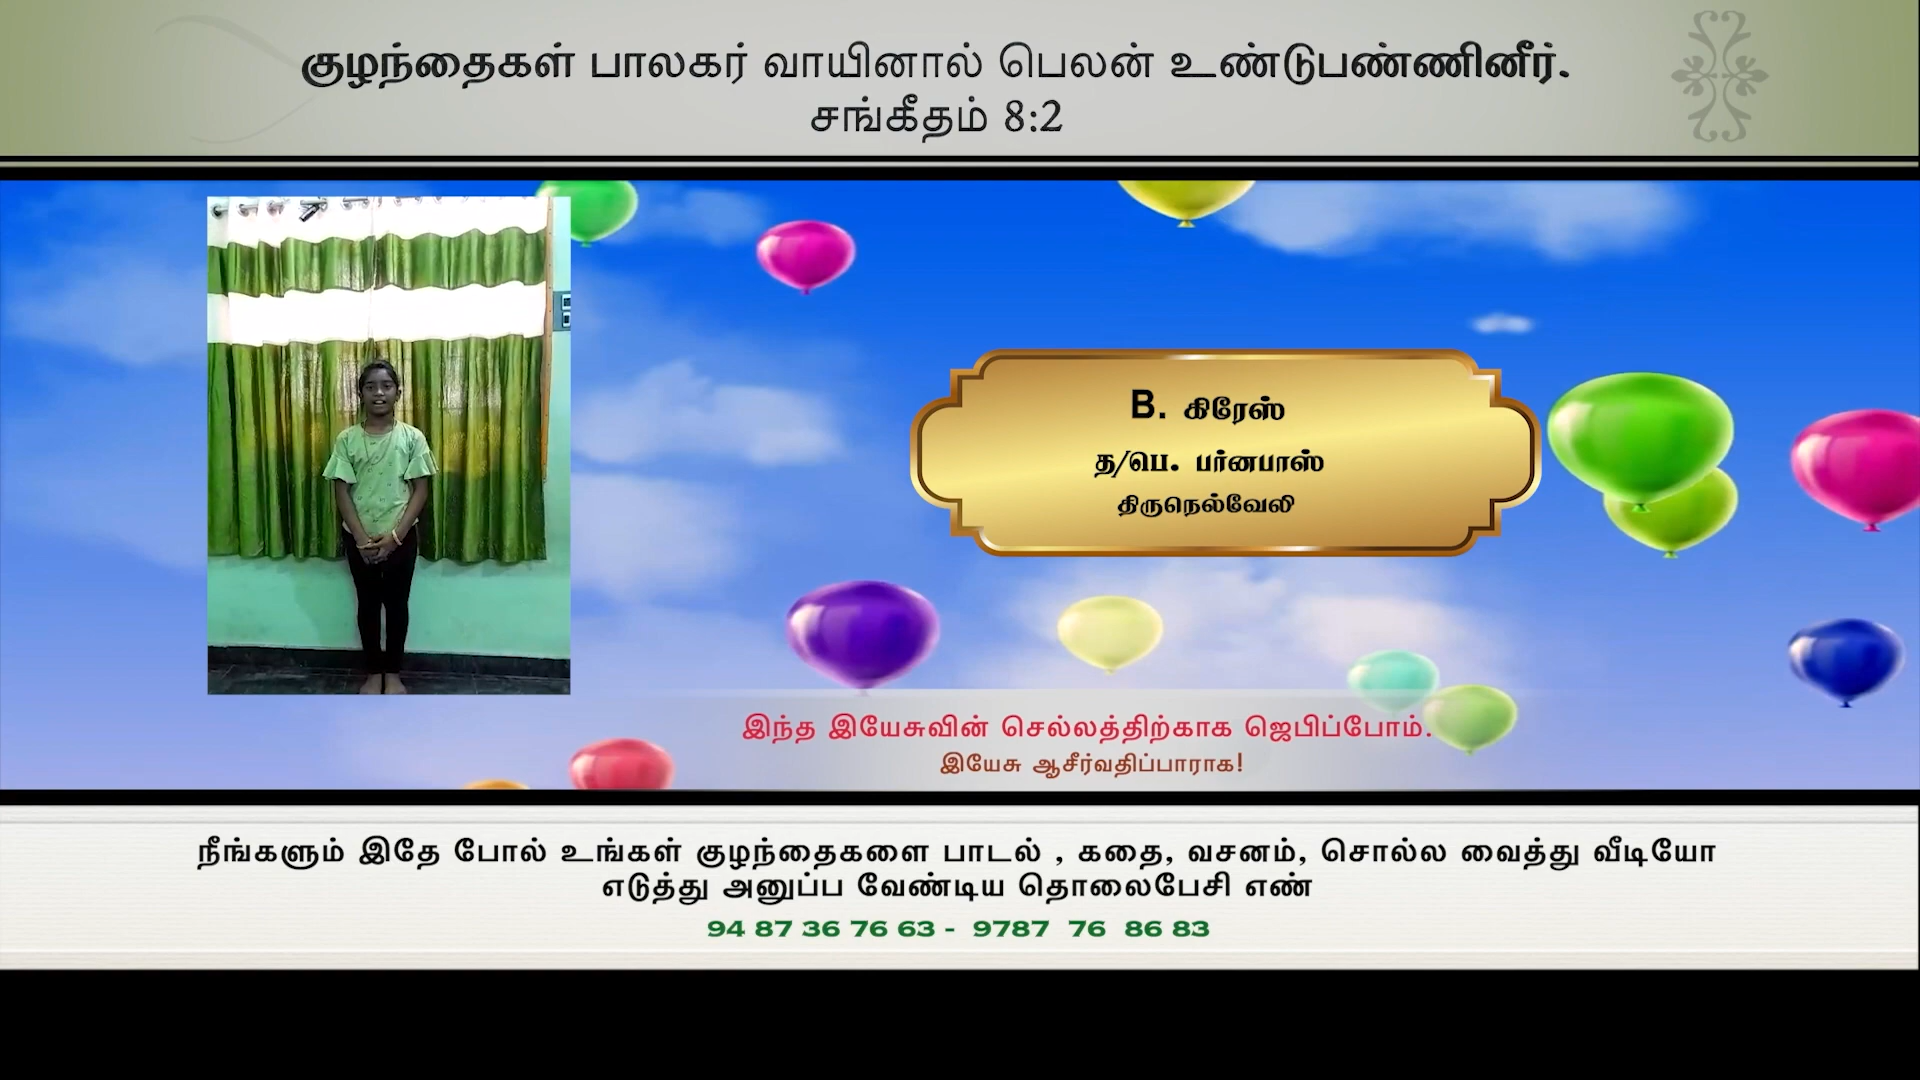 குழந்தைகள் பாலகர் வாயினால் பெலன் உண்டுபண்ணினீர்.
சங்கீதம் 8:2
B. கிரேஸ்
த/பெ. பர்னபாஸ்
திருநெல்வேலி
இந்த இயேசுவின் செல்லத்திற்காக ஜெபிப்போம்.
இயேசு ஆசீர்வதிப்பாராக!
நீங்களும் இதே போல் உங்கள் குழந்தைகளை பாடல் , கதை, வசனம், சொல்ல வைத்து வீடியோ
எடுத்து அனுப்ப வேண்டிய தொலைபேசி எண்
94 87 36 76 63 - 9787 76 86 83